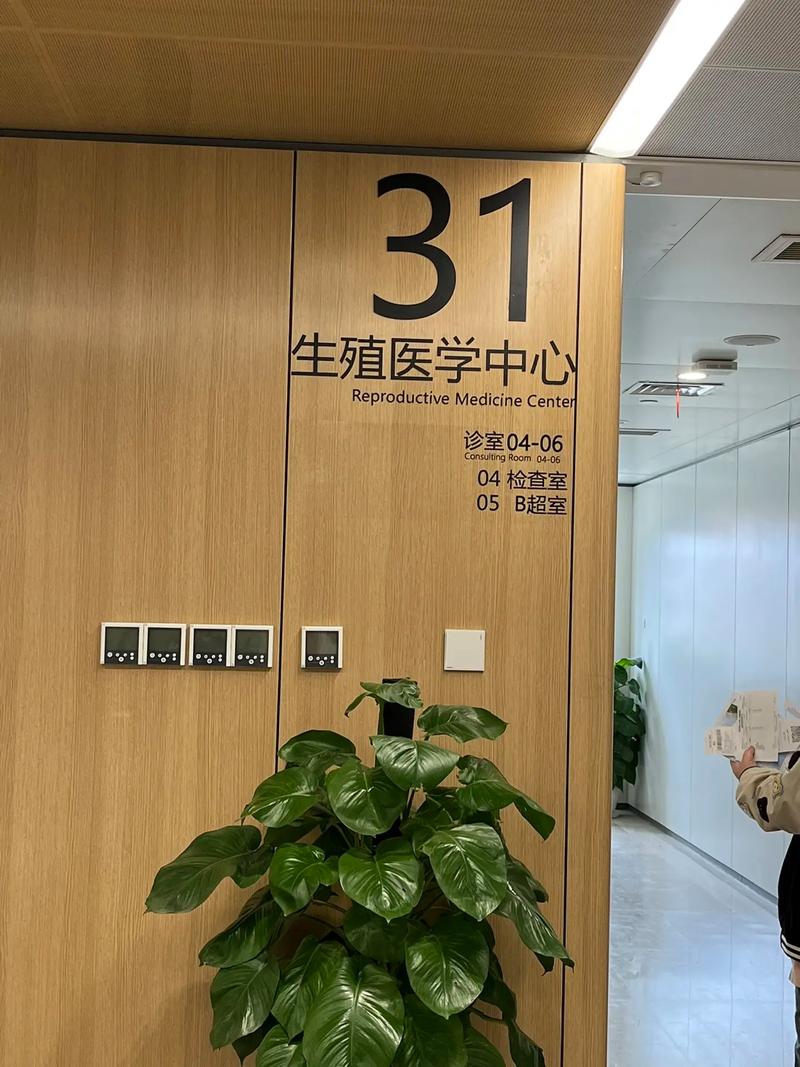 31
生殖医学中心
Reproductive Medicine Center
诊室04-06
Consulting Room 04-06
04 检查室
05 B超室